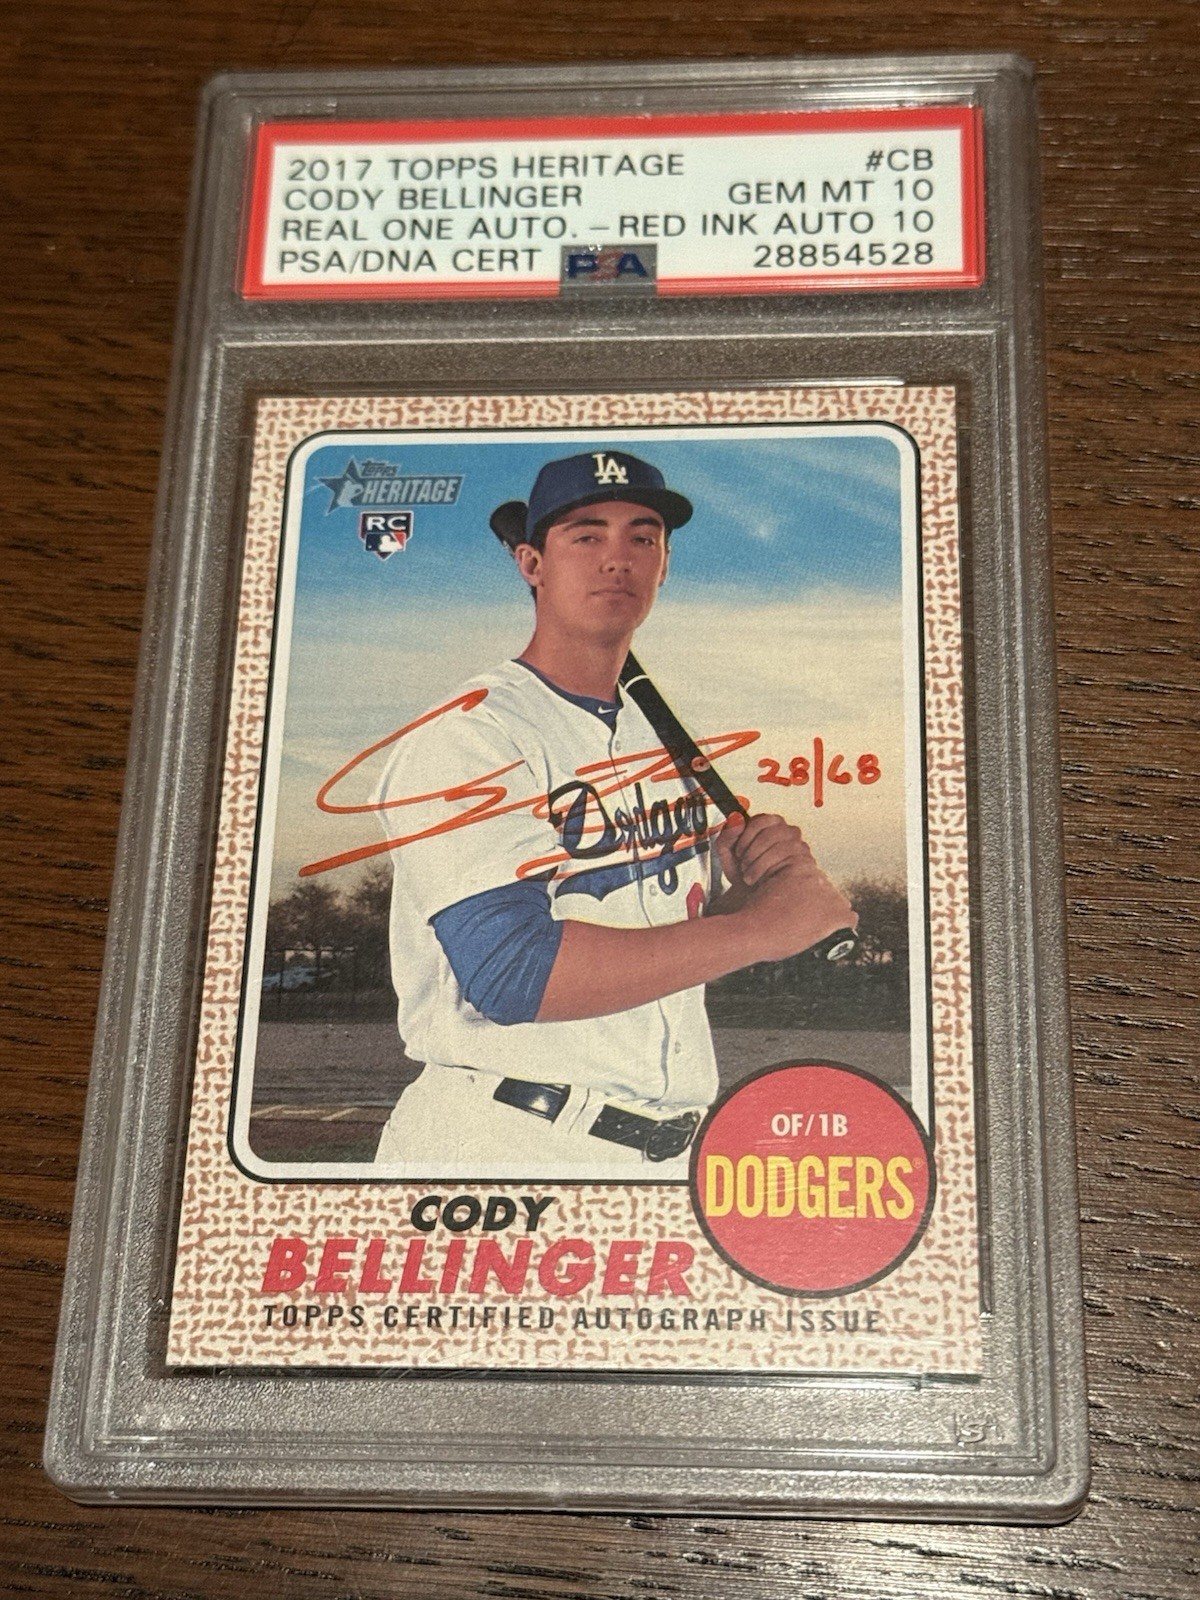 2017 TOPPS HERITAGE #CB
CODY BELLINGER GEM MT 10
REAL ONE AUTO.-RED INK AUTO 10
PSA/DNA CERT PSA 28854528
Topps
HERITAGE
RC
LA
28/68
Dodgers
OF/1B
DODGERS®
CODY
BELLINGER
TOPPS CERTIFIED AUTOGRAPH ISSUE